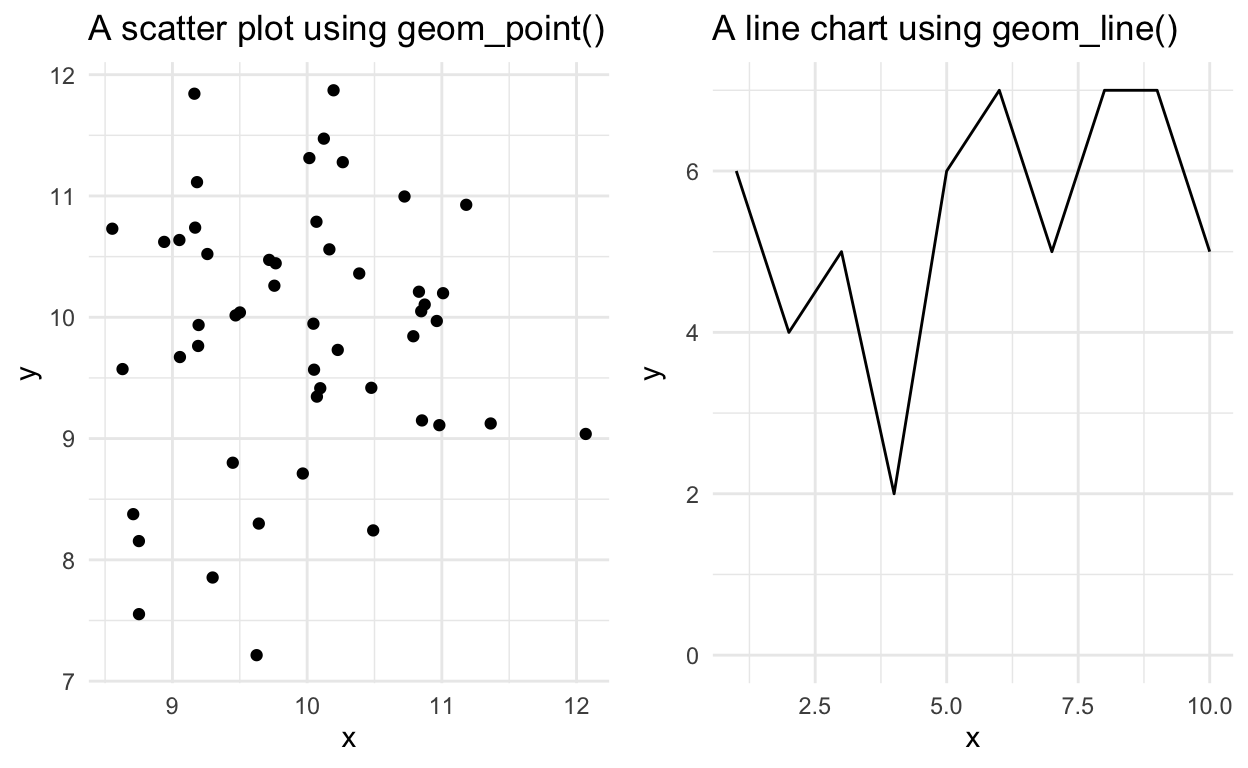 A scatter plot using geom_point()
12
11
10
9
8
7
y
9 10 11 12
x
A line chart using geom_line()
6
4
2
0
y
2.5 5.0 7.5 10.0
x